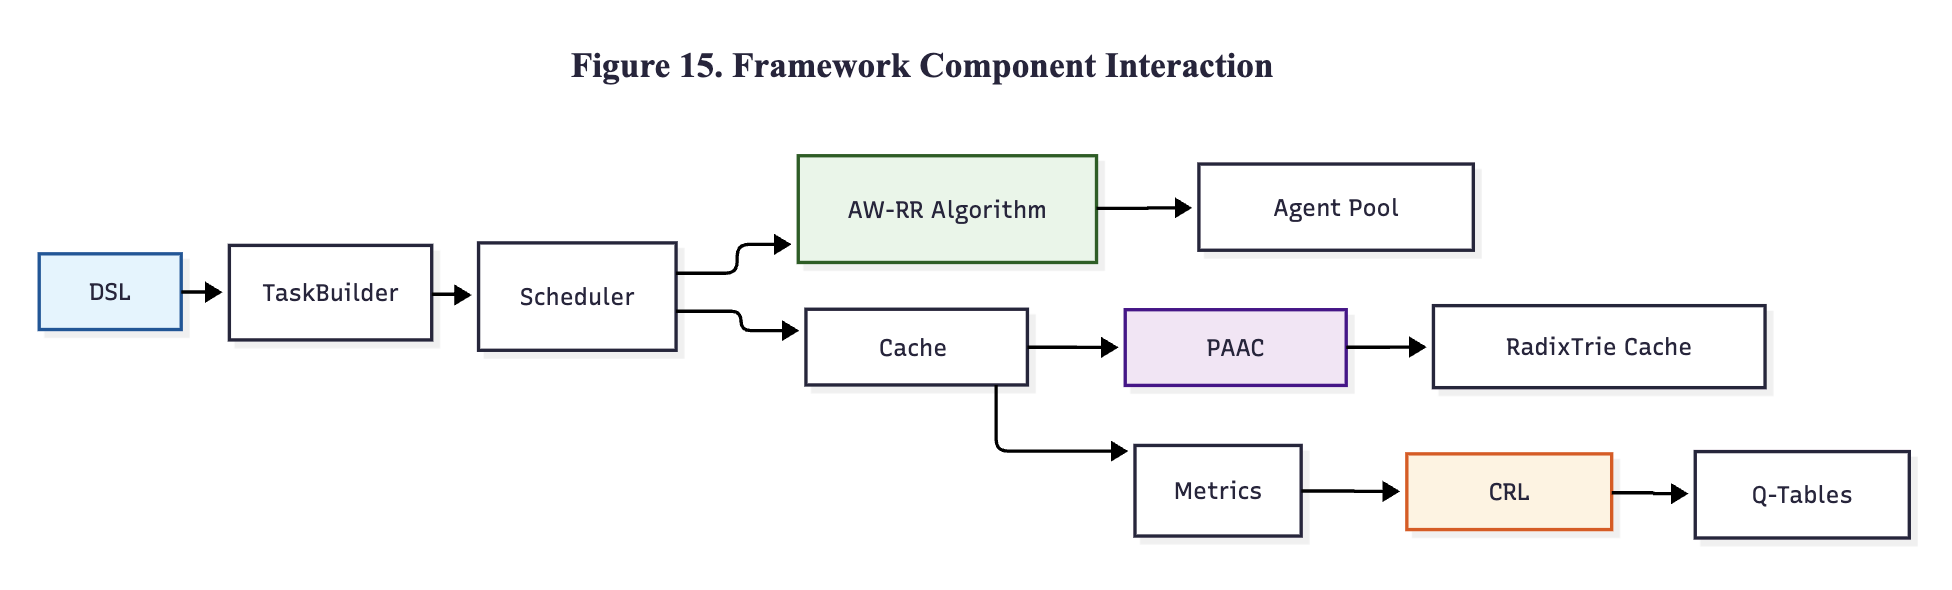 Figure 15. Framework Component Interaction
DSL
TaskBuilder
Scheduler
AW-RR Algorithm
Agent Pool
Cache
PAAC
RadixTrie Cache
Metrics
CRL
Q-Tables